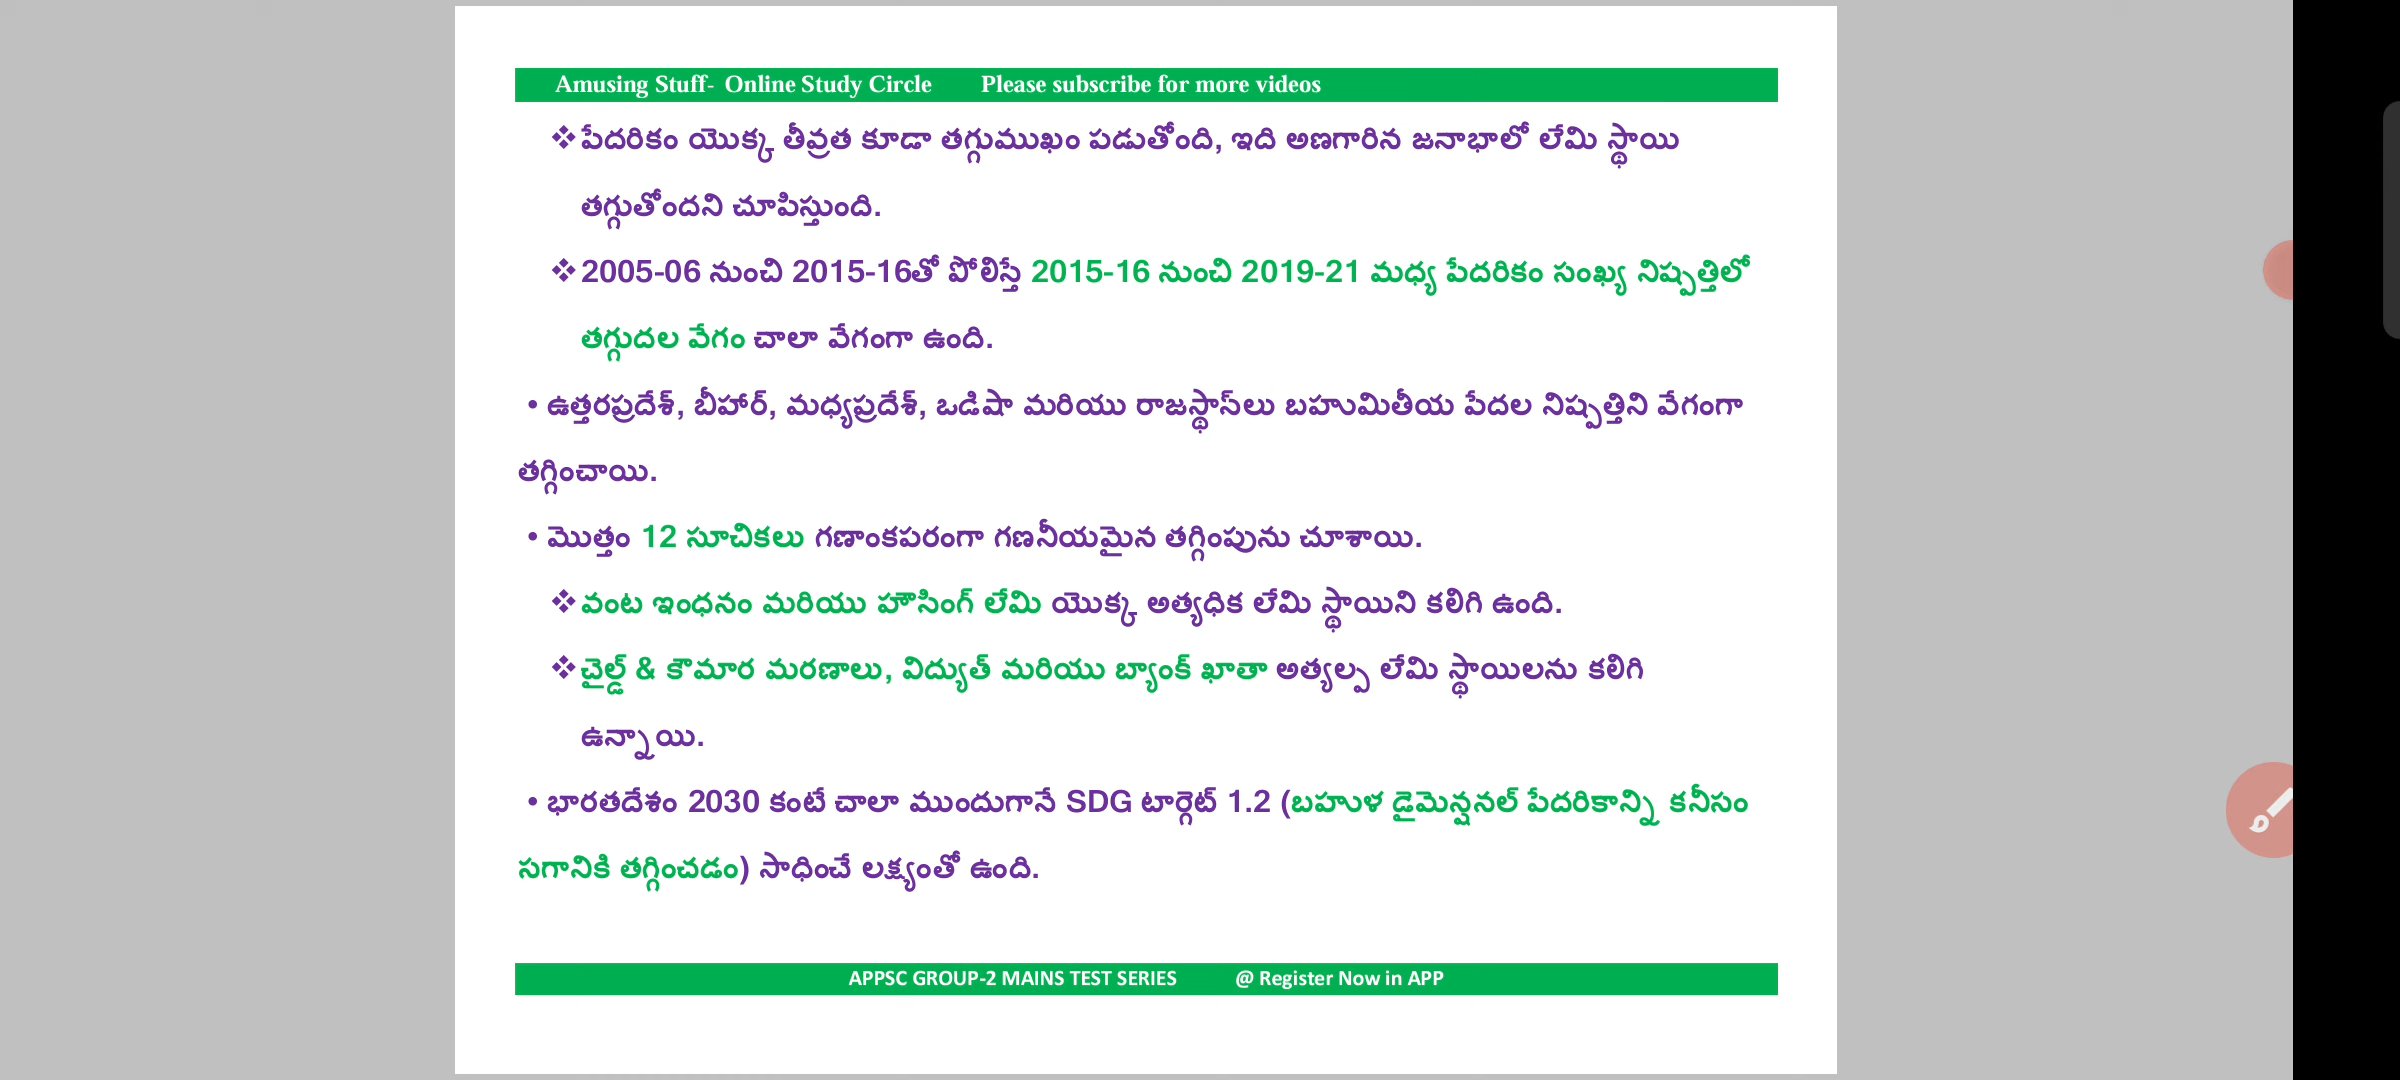 Amusing Stuff- Online Study Circle Please subscribe for more videos
❖పేదరికం యొక్క తీవ్రత కూడా తగ్గుముఖం పడుతోంది, ఇది అణగారిన జనాభాలో లేమి స్థాయి
తగ్గుతోందని చూపిస్తుంది.
❖2005-06 నుంచి 2015-16తో పోలిస్తే 2015-16 నుంచి 2019-21 మధ్య పేదరికం సంఖ్య నిష్పత్తిలో
తగ్గుదల వేగం చాలా వేగంగా ఉంది.
• ఉత్తరప్రదేశ్, బీహార్, మధ్యప్రదేశ్, ఒడిషా మరియు రాజస్థాస్‌లు బహుమితీయ పేదల నిష్పత్తిని వేగంగా
తగ్గించాయి.
• మొత్తం 12 సూచికలు గణాంకపరంగా గణనీయమైన తగ్గింపును చూశాయి.
❖వంట ఇంధనం మరియు హౌసింగ్ లేమి యొక్క అత్యధిక లేమి స్థాయిని కలిగి ఉంది.
❖చైల్డ్ & కౌమార మరణాలు, విద్యుత్ మరియు బ్యాంక్ ఖాతా అత్యల్ప లేమి స్థాయిలను కలిగి
ఉన్నాయి.
• భారతదేశం 2030 కంటే చాలా ముందుగానే SDG టార్గెట్ 1.2 (బహుళ డైమెన్షనల్ పేదరికాన్ని కనీసం
సగానికి తగ్గించడం) సాధించే లక్ష్యంతో ఉంది.
APPSC GROUP-2 MAINS TEST SERIES @ Register Now in APP